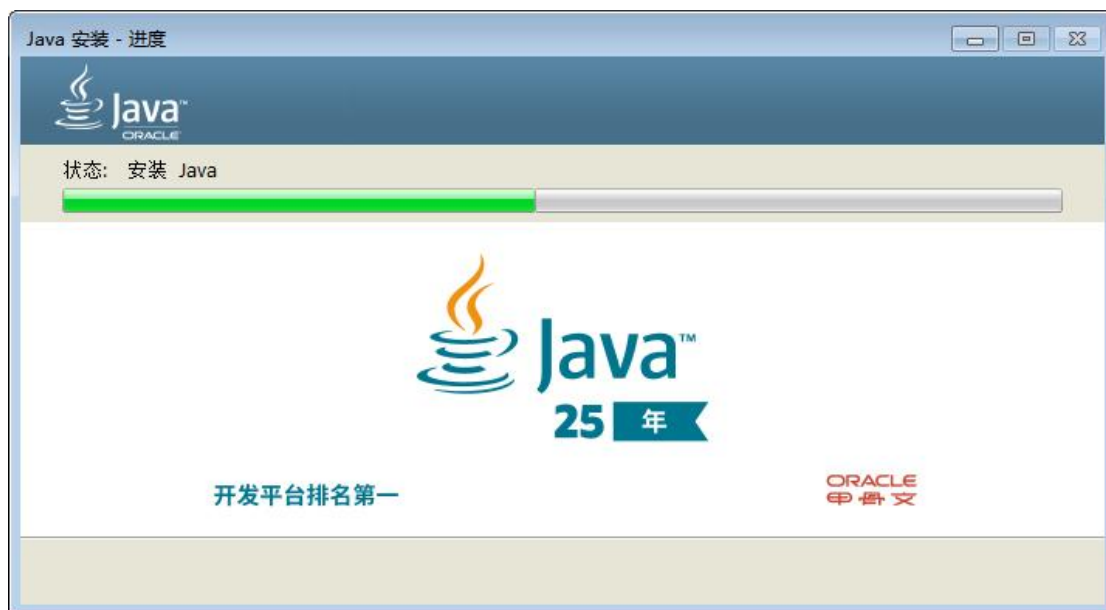 Java 安装 - 进度
Java™
ORACLE
状态: 安装 Java
Java™
25 年
开发平台排名第一
ORACLE
甲骨文